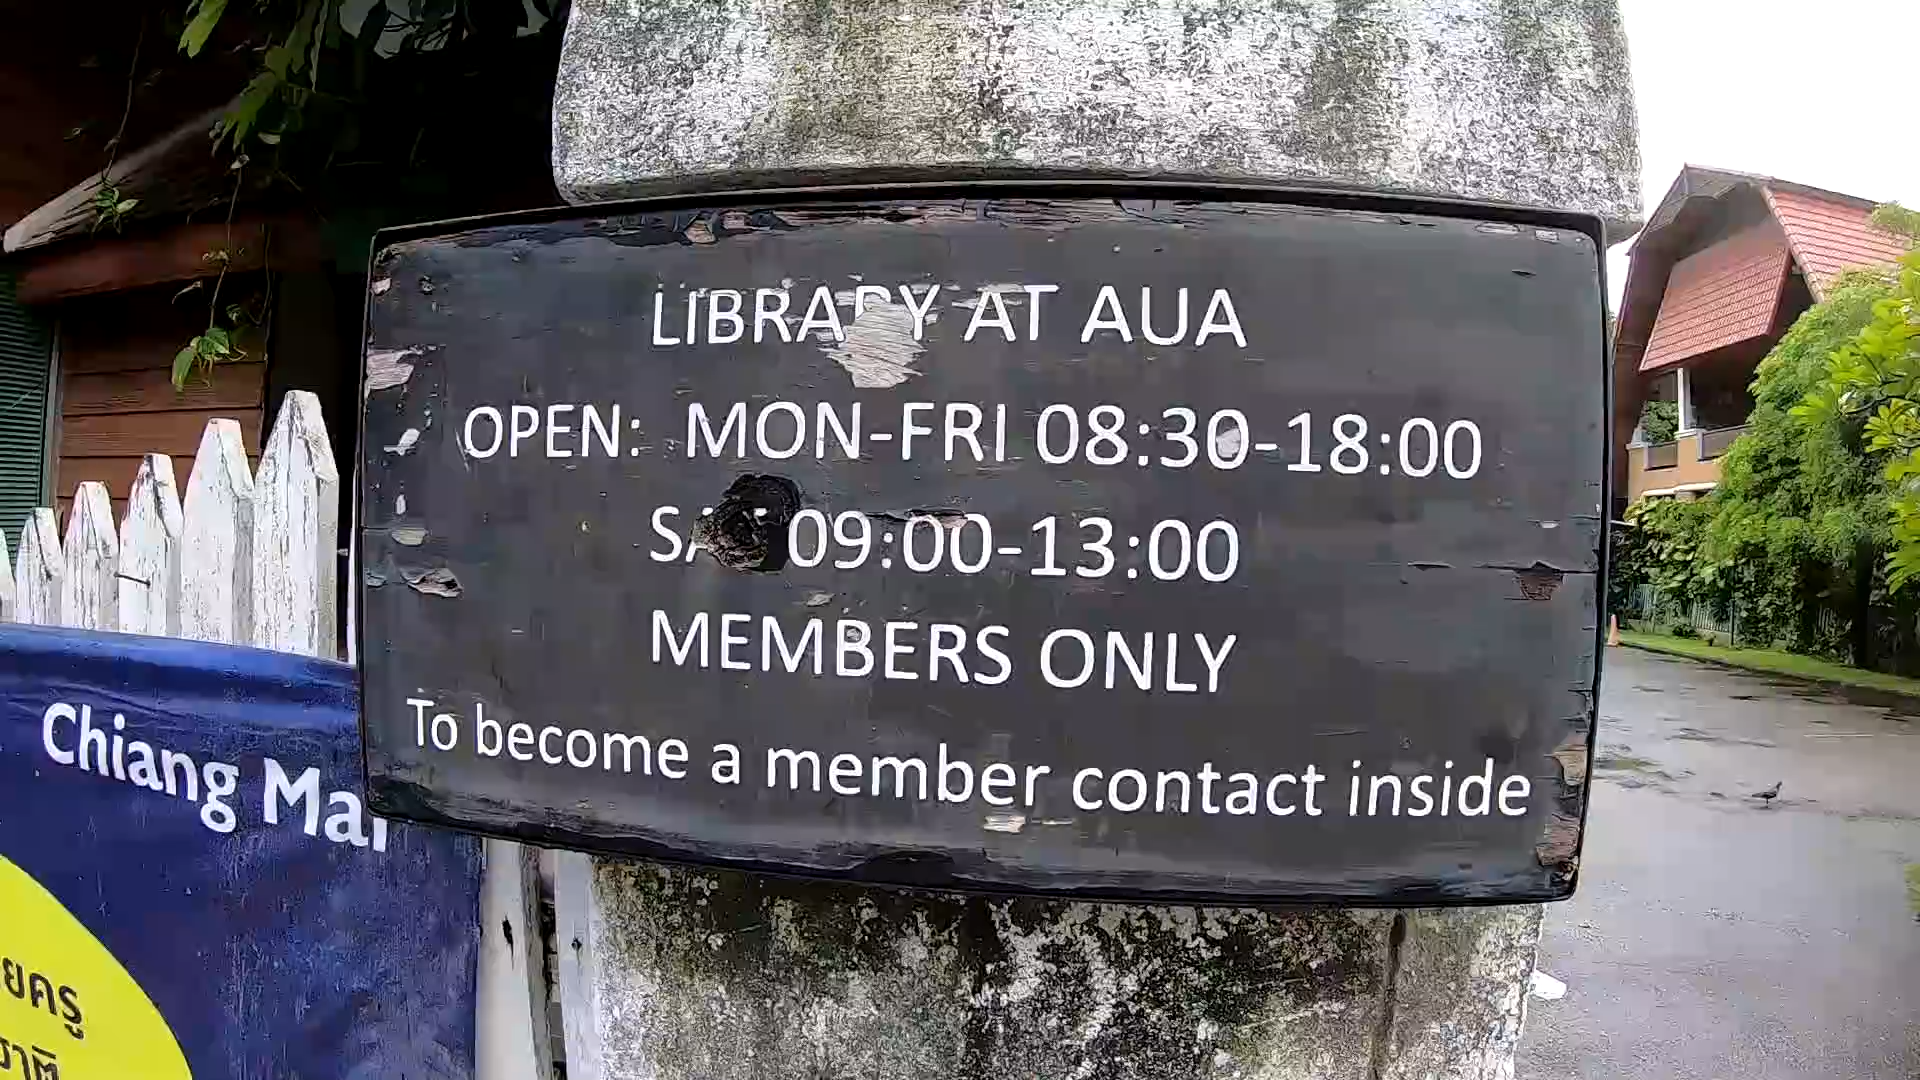 LIBRARY AT AUA
OPEN: MON-FRI 08:30-18:00
SAT 09:00-13:00
MEMBERS ONLY
To become a member contact inside
Chiang Mai